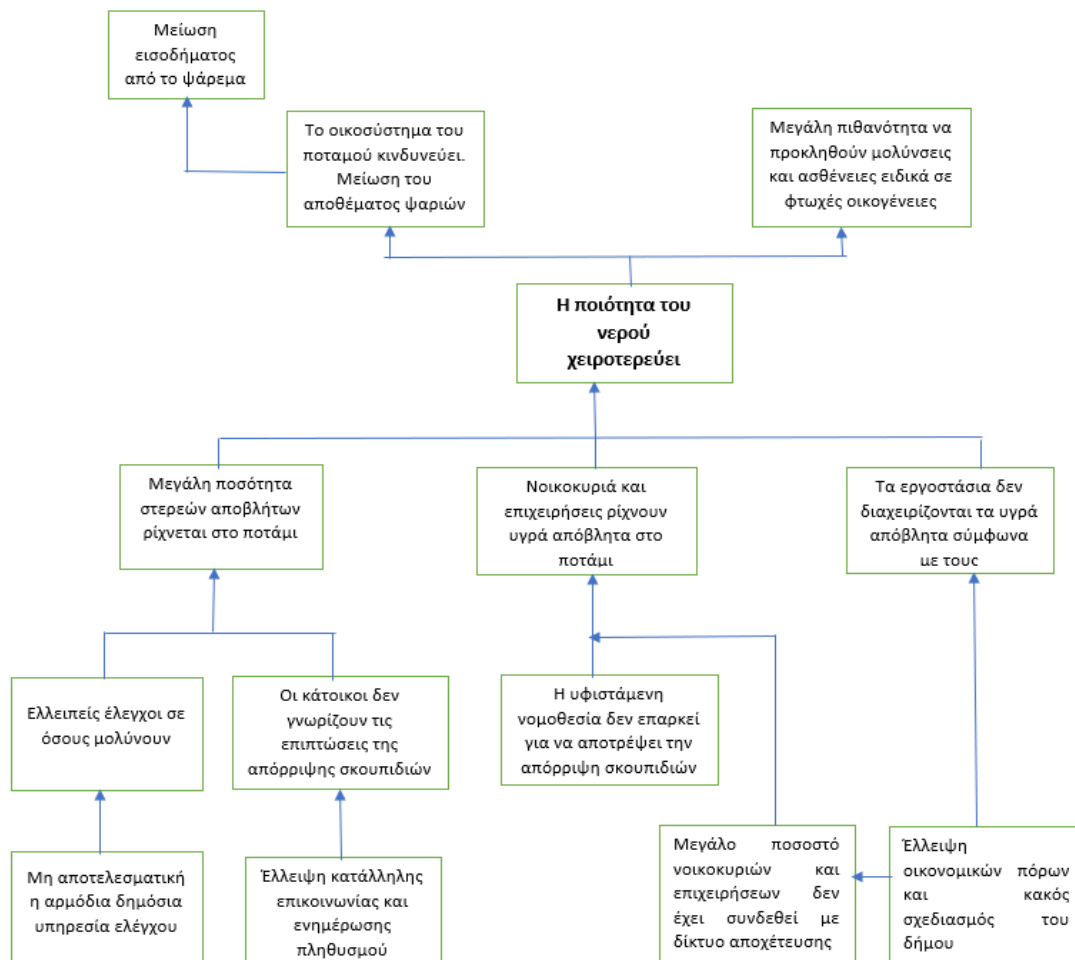 Μείωση
εισοδήματος
από το ψάρεμα
Το οικοσύστημα του
ποταμού κινδυνεύει.
Μείωση του
αποθέματος ψαριών
Μεγάλη πιθανότητα να
προκληθούν μολύνσεις
και ασθένειες ειδικά σε
φτωχές οικογένειες
Η ποιότητα του
νερού
χειροτερεύει
Μεγάλη ποσότητα
στερεών αποβλήτων
ρίχνεται στο ποτάμι
Νοικοκυριά και
επιχειρήσεις ρίχνουν
υγρά απόβλητα στο
ποτάμι
Τα εργοστάσια δεν
διαχειρίζονται τα υγρά
απόβλητα σύμφωνα
με τους
Ελλειπείς έλεγχοι σε
όσους μολύνουν
Οι κάτοικοι δεν
γνωρίζουν τις
επιπτώσεις της
απόρριψης σκουπιδιών
Η υφιστάμενη
νομοθεσία δεν επαρκεί
για να αποτρέψει την
απόρριψη σκουπιδιών
Μη αποτελεσματική
η αρμόδια δημόσια
υπηρεσία ελέγχου
Έλλειψη κατάλληλης
επικοινωνίας και
ενημέρωσης
πληθυσμού
Μεγάλο ποσοστό
νοικοκυριών και
επιχειρήσεων δεν
έχει συνδεθεί με
δίκτυο αποχέτευσης
Έλλειψη
οικονομικών πόρων
και κακός
σχεδιασμός του
δήμου